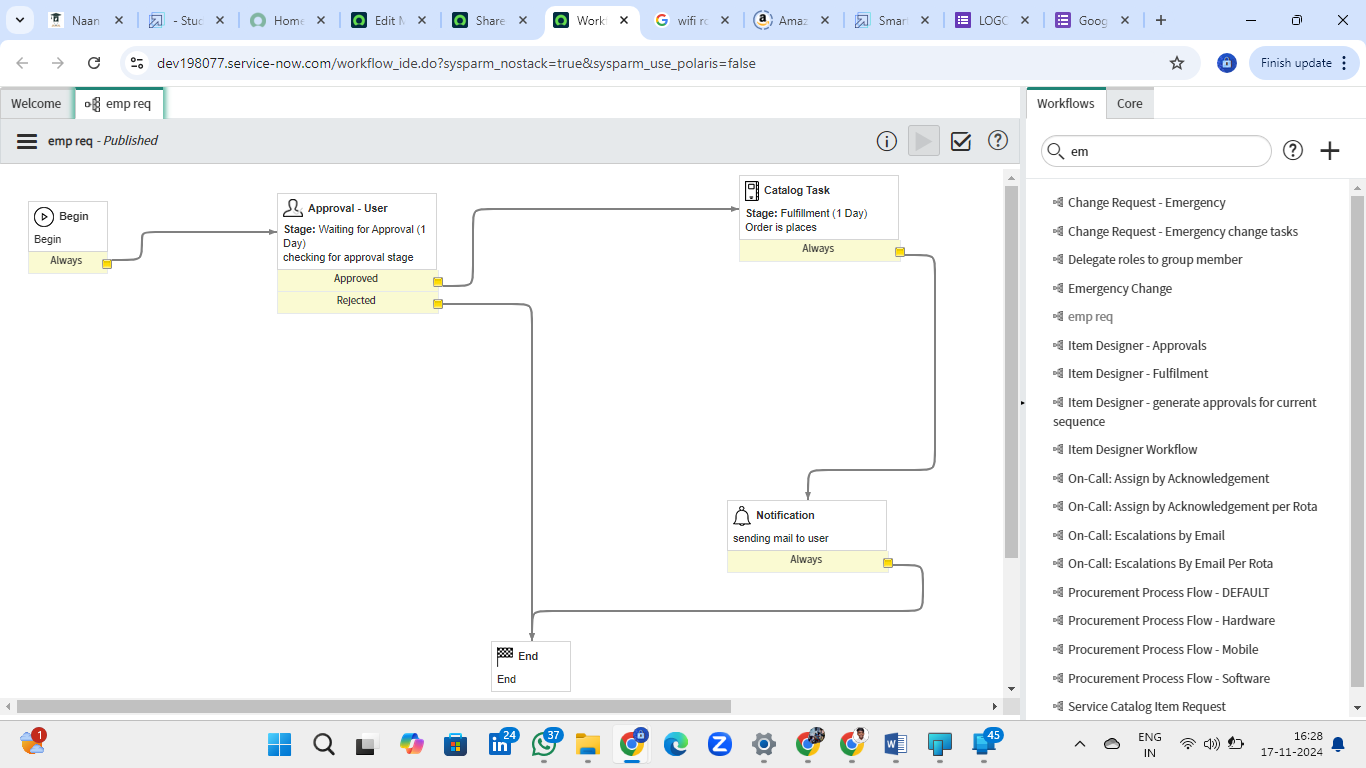 Naan
- Stuc
Home
Edit M
Share
Workf
wifi ro
Amaz
Smar
LOGO
Goog
dev198077.service-now.com/workflow_ide.do?sysparm_nostack=true&sysparm_use_polaris=false
Finish update
Welcome
emp req
Workflows
Core
emp req - Published
em
Begin
Begin
Always
Approval - User
Stage: Waiting for Approval (1
Day)
checking for approval stage
Approved
Rejected
Catalog Task
Stage: Fulfillment (1 Day)
Order is places
Always
Notification
sending mail to user
Always
End
End
Change Request - Emergency
Change Request - Emergency change tasks
Delegate roles to group member
Emergency Change
emp req
Item Designer - Approvals
Item Designer - Fulfilment
Item Designer - generate approvals for current
sequence
Item Designer Workflow
On-Call: Assign by Acknowledgement
On-Call: Assign by Acknowledgement per Rota
On-Call: Escalations by Email
On-Call: Escalations By Email Per Rota
Procurement Process Flow - DEFAULT
Procurement Process Flow - Hardware
Procurement Process Flow - Mobile
Procurement Process Flow - Software
Service Catalog Item Request
1
24
37
45
ENG
IN
16:28
17-11-2024